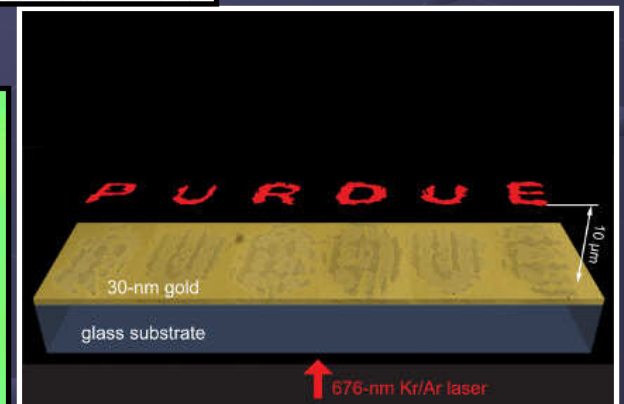 PURDUE
10 µm
30-nm gold
glass substrate
676-nm Kr/Ar laser